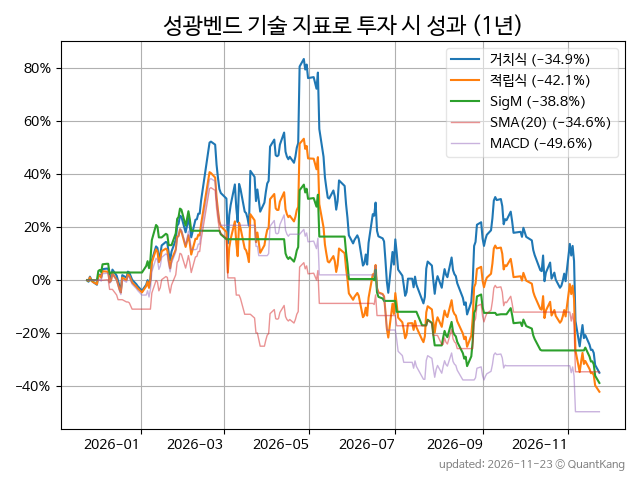 성광벤드 기술 지표로 투자 시 성과 (1년)
거치식 (−34.9%)
적립식 (−42.1%)
SigM (−38.8%)
SMA(20) (−34.6%)
MACD (−49.6%)
80%
60%
40%
20%
0%
−20%
−40%
2026-01 2026-03 2026-05 2026-07 2026-09 2026-11
updated: 2026-11-23 © QuantKang